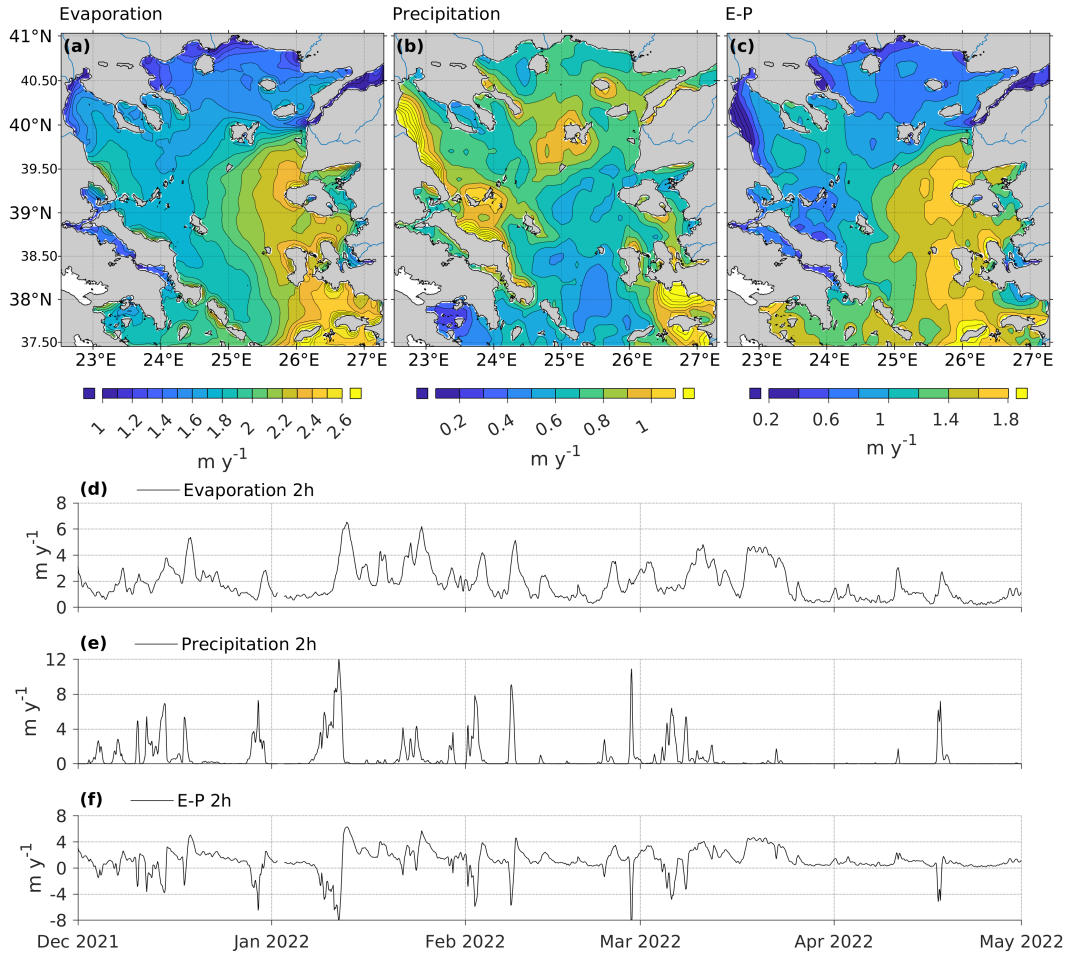 Evaporation Precipitation E-P
41°N (a) (b) (c)
40.50
40°N
39.50
39°N
38.50
38°N
37.50
23°E 24°E 25°E 26°E 27°E 23°E 24°E 25°E 26°E 27°E 23°E 24°E 25°E 26°E 27°E
1 1.2 1.4 1.6 1.8 2 2.2 2.4 2.6 0.2 0.4 0.6 0.8 1 0.2 0.6 1 1.4 1.8
m y-1 m y-1 m y-1
(d) Evaporation 2h
8
6
4
2
0
m y-1
(e) Precipitation 2h
12
8
4
0
m y-1
(f) E-P 2h
8
4
0
-4
-8
m y-1
Dec 2021 Jan 2022 Feb 2022 Mar 2022 Apr 2022 May 2022